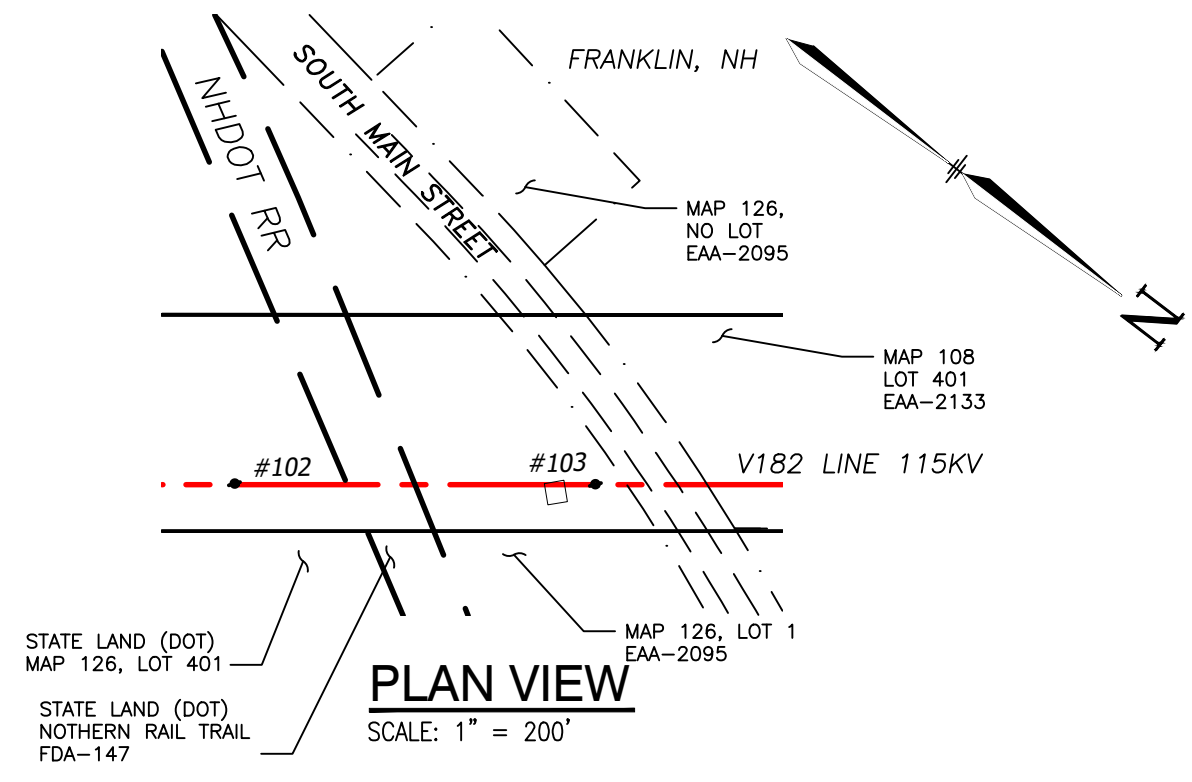 FRANKLIN, NH
SOUTH MAIN STREET
NHDOT RR
MAP 126,
NO LOT
EAA-2095
N
MAP 108
LOT 401
EAA-2133
#102
#103
V182 LINE 115KV
STATE LAND (DOT)
MAP 126, LOT 401
MAP 126, LOT 1
EAA-2095
STATE LAND (DOT)
NOTHERN RAIL TRAIL
FDA-147
PLAN VIEW
SCALE: 1" = 200'